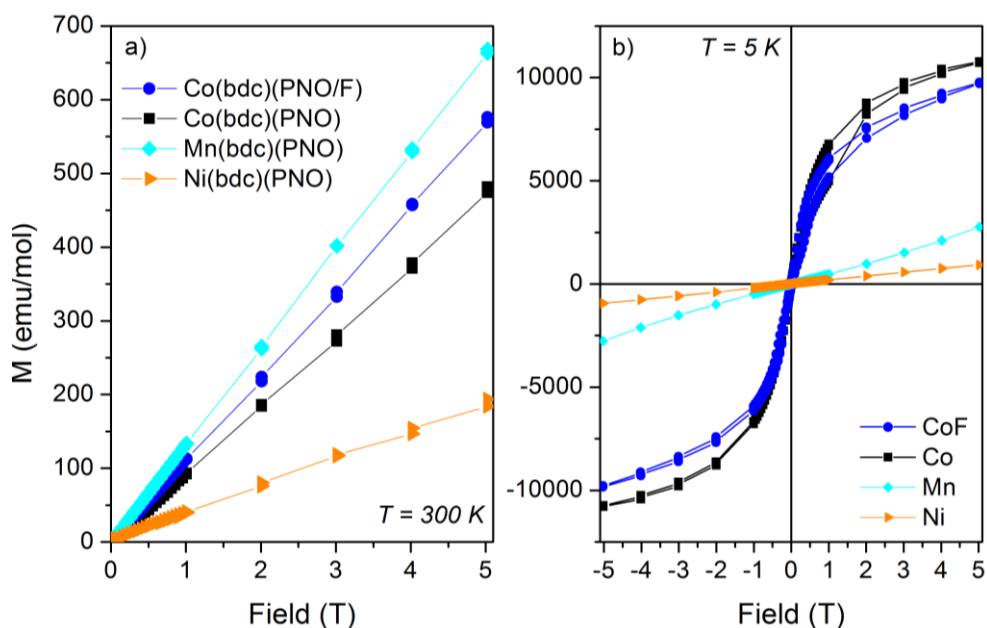 a)
Co(bdc)(PNO/F)
Co(bdc)(PNO)
Mn(bdc)(PNO)
Ni(bdc)(PNO)
T = 300 K
M (emu/mol)
700
600
500
400
300
200
100
0
0 1 2 3 4 5
Field (T)
b)
T = 5 K
10000
5000
0
-5000
-10000
CoF
Co
Mn
Ni
-5 -4 -3 -2 -1 0 1 2 3 4 5
Field (T)